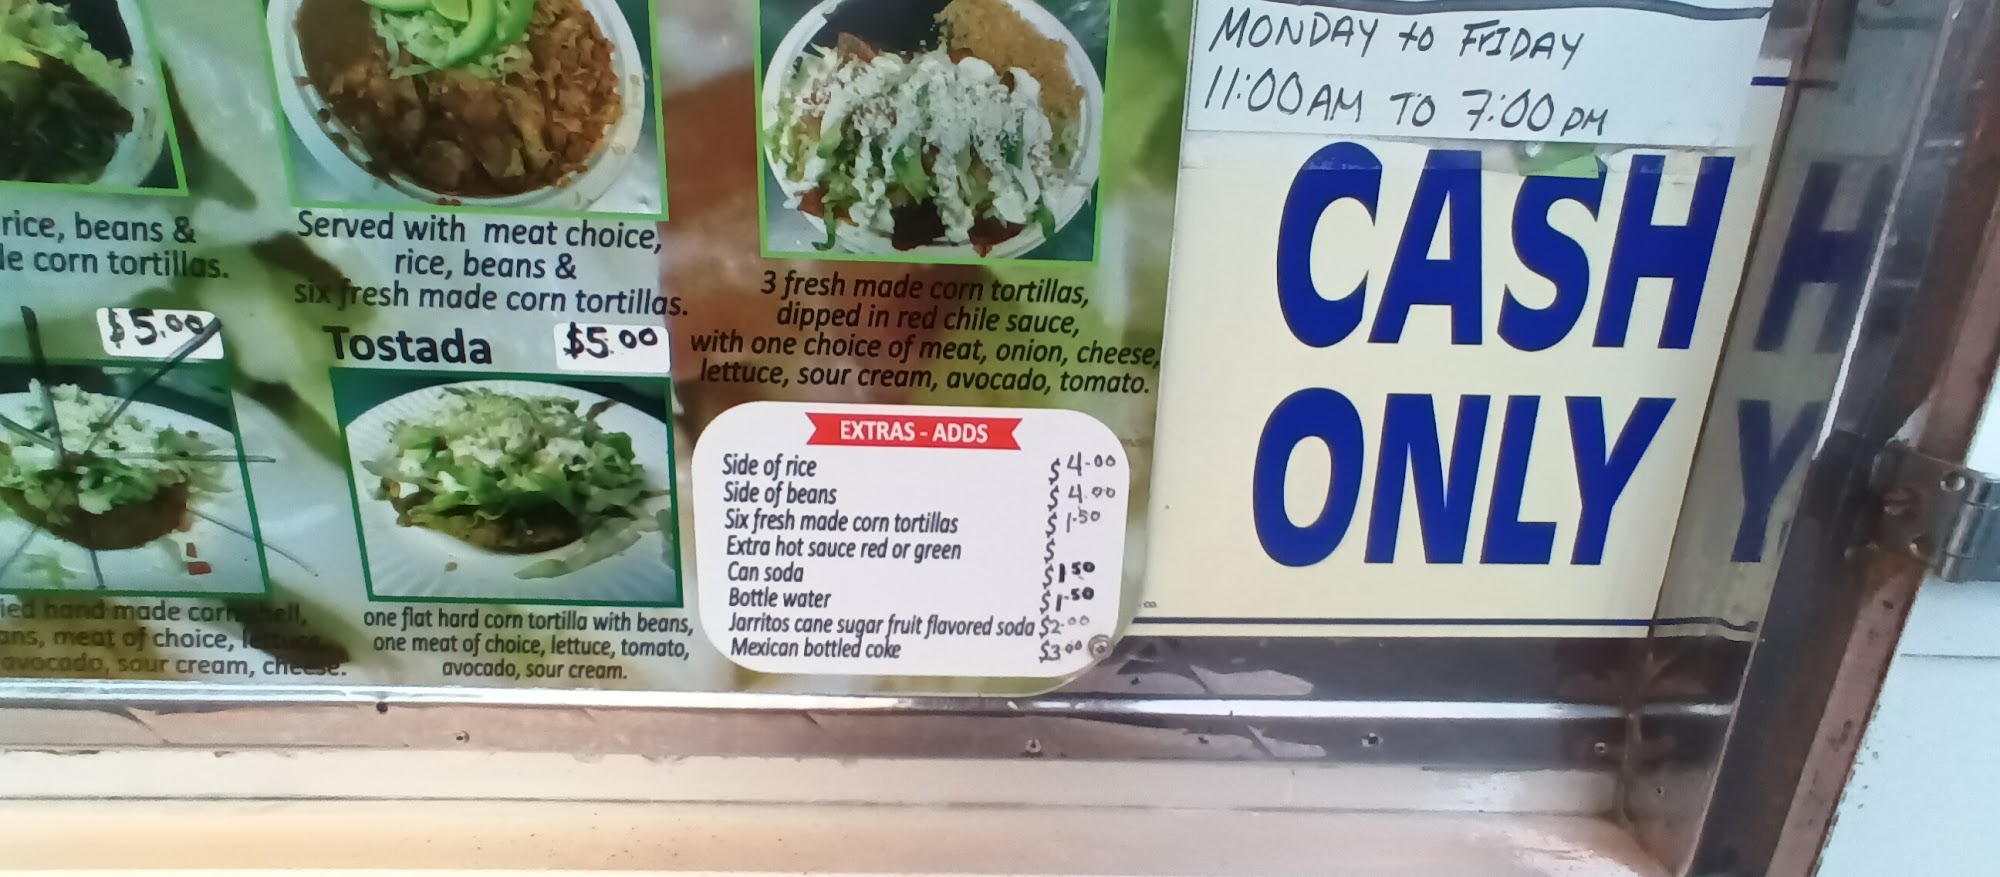 MONDAY to FRIDAY
11:00AM TO 7:00 PM
CASH
ONLY
rice, beans &
corn tortillas.
$5.00
hand made corn shell,
meat of choice, lettuce
avocado, sour cream, cheese.
Served with meat choice,
rice, beans &
six fresh made corn tortillas.
Tostada $5.00
one flat hard corn tortilla with beans,
one meat of choice, lettuce, tomato,
avocado, sour cream.
3 fresh made corn tortillas,
dipped in red chile sauce,
with one choice of meat, onion, cheese,
lettuce, sour cream, avocado, tomato.
EXTRAS - ADDS
Side of rice $4.00
Side of beans $4.00
Six fresh made corn tortillas $1.50
Extra hot sauce red or green $
Can soda $1.50
Bottle water $1.50
Jarritos cane sugar fruit flavored soda $2.00
Mexican bottled coke $3.00